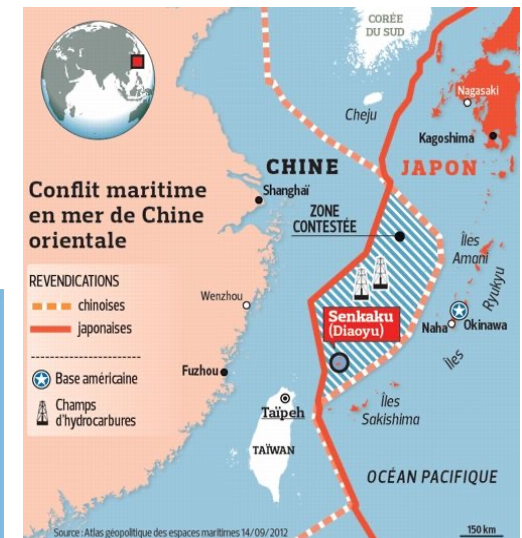 CORÉE
DU SUD
Nagasaki
Cheju
Kagoshima
CHINE
JAPON
Shanghaï
Conflit maritime
en mer de Chine
orientale
ZONE
CONTESTÉE
Îles
Amani
Ryukyu
REVENDICATIONS
chinoises
japonaises
Wenzhou
Senkaku
(Diaoyu)
Naha
Okinawa
Îles
Base américaine
Fuzhou
Champs
d'hydrocarbures
Taïpeh
Îles
Sakishima
TAÏWAN
OCÉAN PACIFIQUE
Source : Atlas géopolitique des espaces maritimes 14/09/2012
150 km